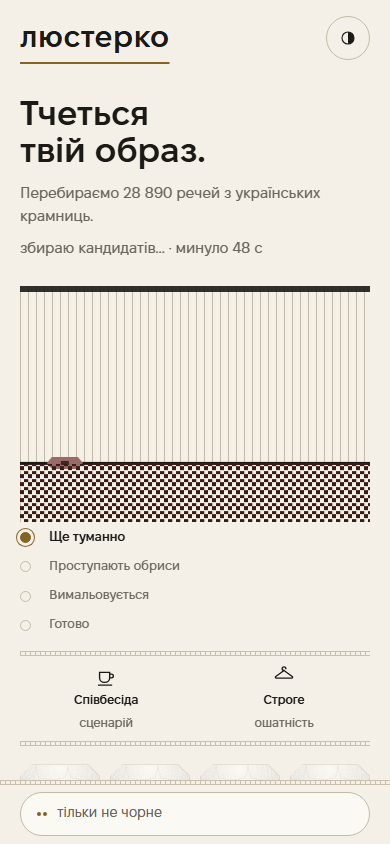 люстерко
Тчеться
твій образ.
Перебираємо 28 890 речей з українських
крамниць.
збираю кандидатів... · минуло 48 с
Ще туманно
Проступають обриси
Вимальовується
Готово
Співбесіда
сценарій
Строге
ошатність
тільки не чорне